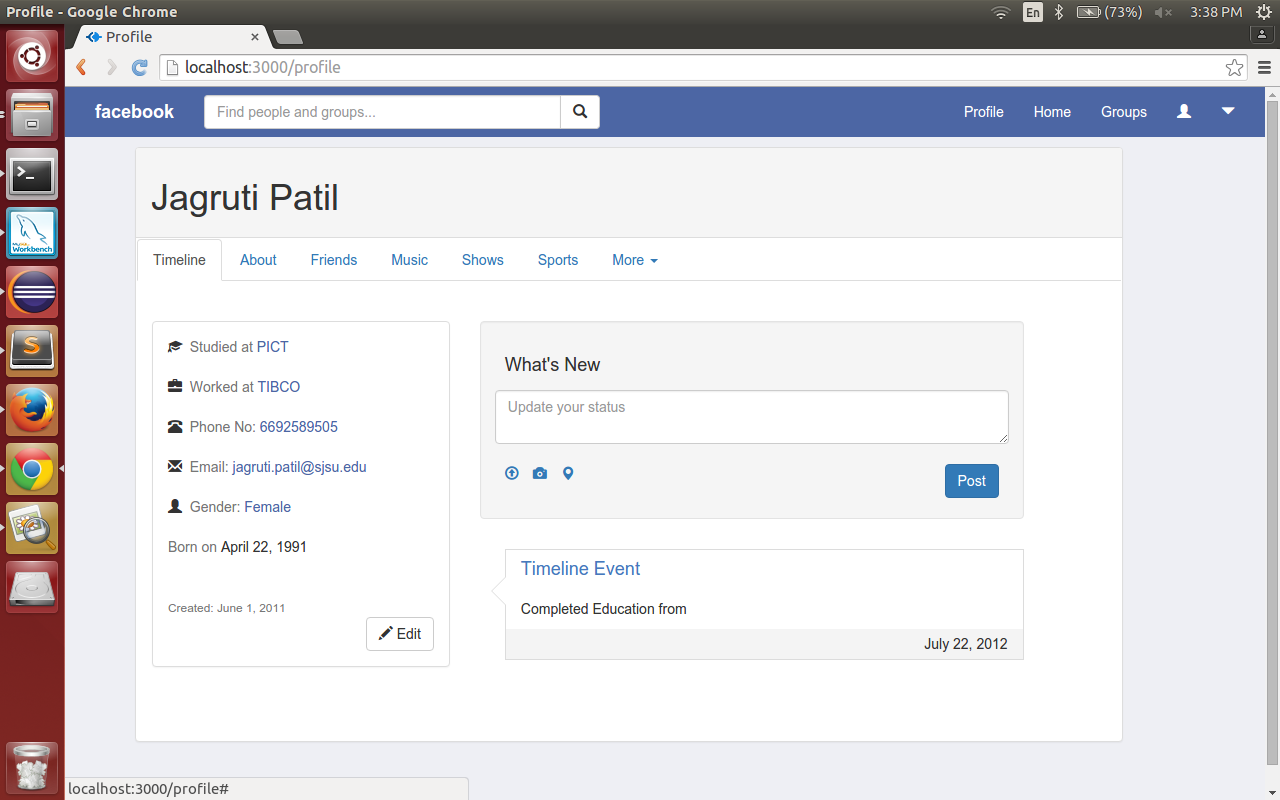 Profile - Google Chrome
En
(73%)
3:38 PM
Profile
localhost:3000/profile
facebook
Find people and groups...
Profile
Home
Groups
Jagruti Patil
Timeline
About
Friends
Music
Shows
Sports
More
Studied at PICT
Worked at TIBCO
Phone No: 6692589505
Email: jagruti.patil@sjsu.edu
Gender: Female
Born on April 22, 1991
Created: June 1, 2011
Edit
What's New
Update your status
Post
Timeline Event
Completed Education from
July 22, 2012
Workbench
S
localhost:3000/profile#